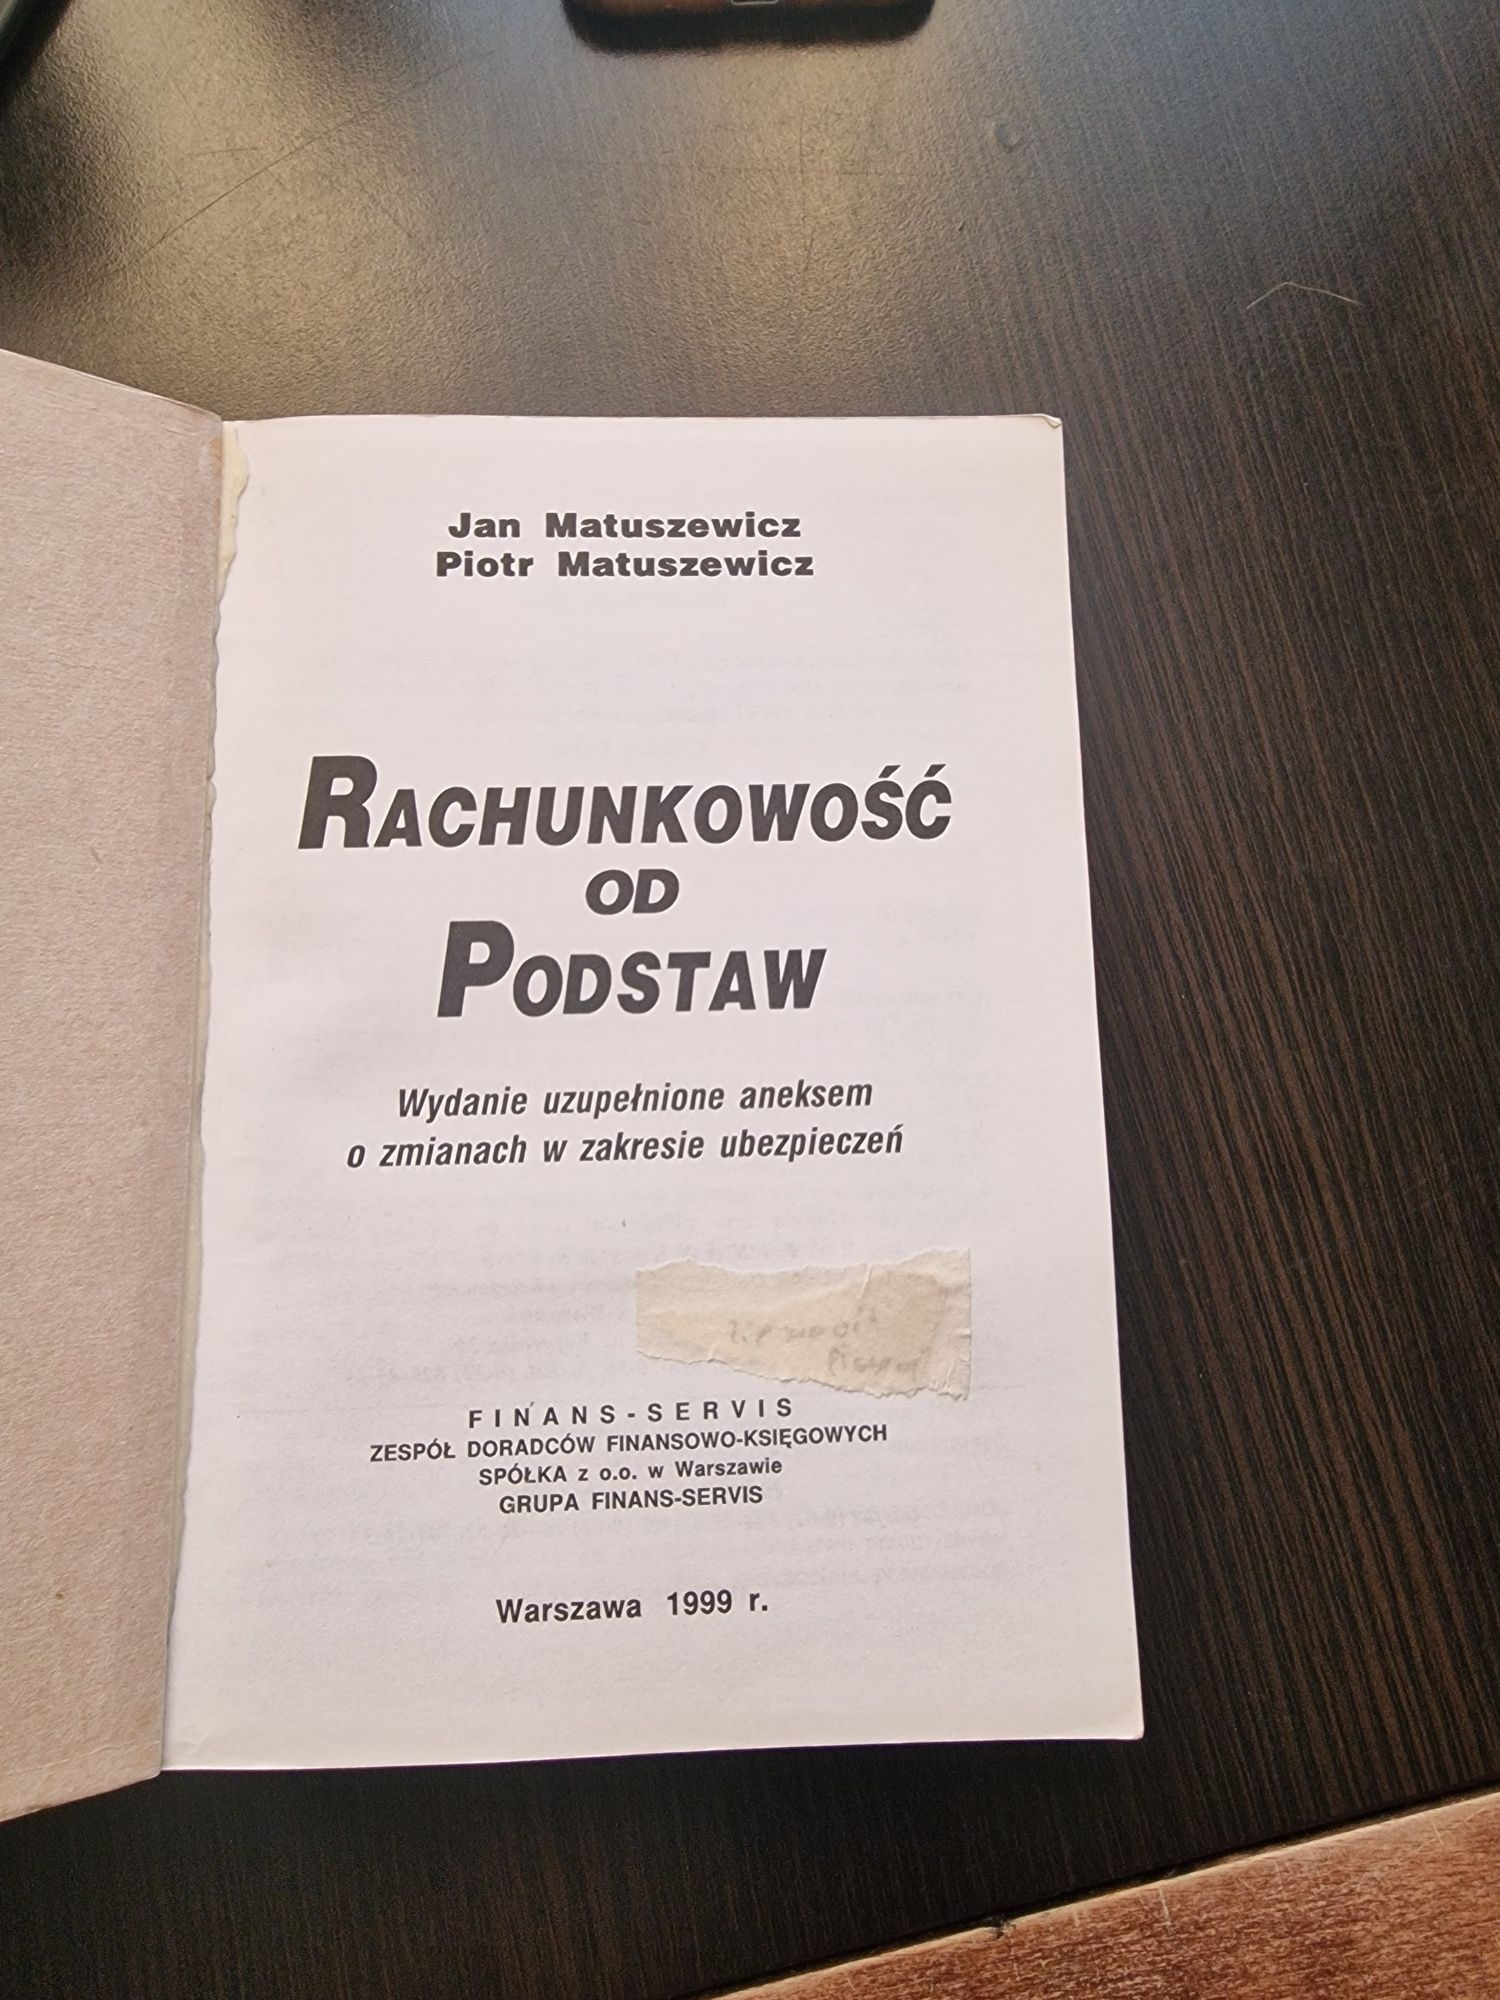 Jan Matuszewicz
Piotr Matuszewicz
RACHUNKOWOŚĆ
OD
PODSTAW
Wydanie uzupełnione aneksem
o zmianach w zakresie ubezpieczeń
FINANS-SERVIS
ZESPÓŁ DORADCÓW FINANSOWO-KSIĘGOWYCH
SPÓŁKA z o.o. w Warszawie
GRUPA FINANS-SERVIS
Warszawa 1999 r.